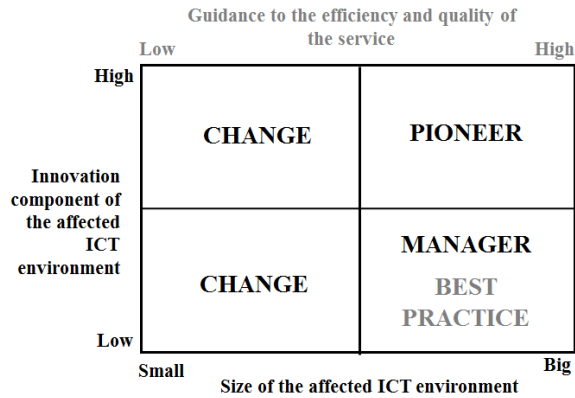 Guidance to the efficiency and quality of
the service
Low
High
High
CHANGE
PIONEER
Innovation
component of
the affected
ICT
environment
MANAGER
CHANGE
BEST
PRACTICE
Low
Small
Big
Size of the affected ICT environment